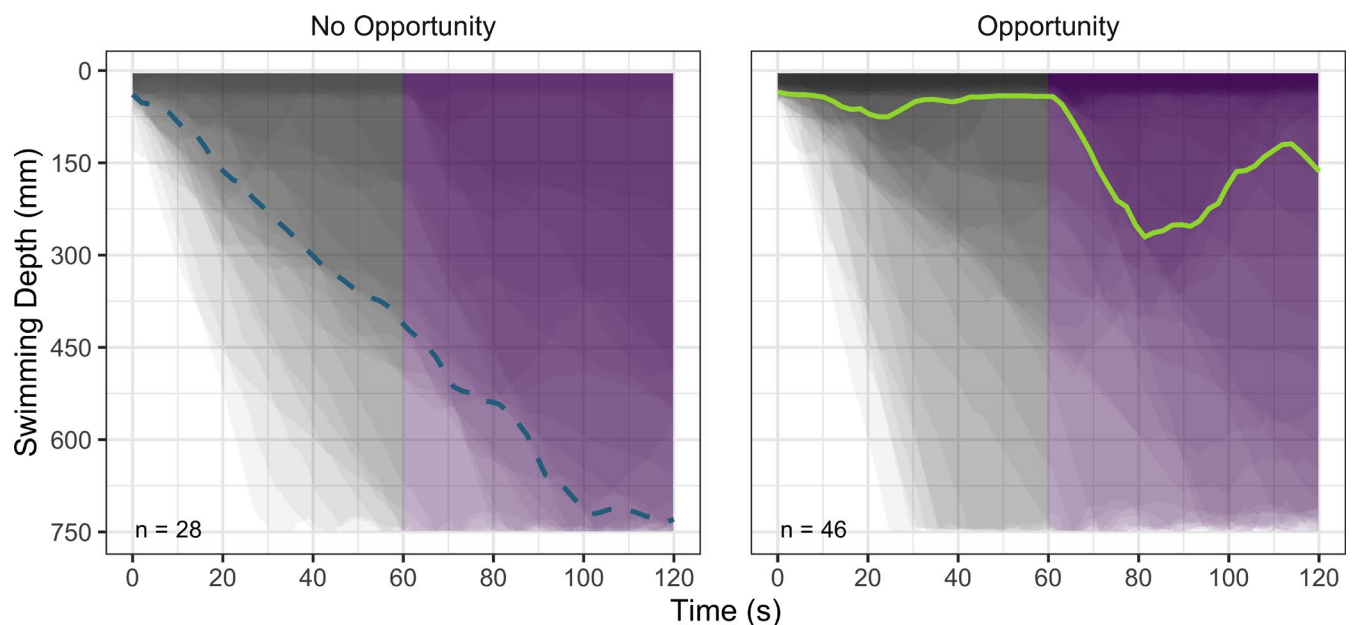 No Opportunity
Opportunity
Swimming Depth (mm)
0
150
300
450
600
750
n = 28
n = 46
0 20 40 60 80 100 120
0 20 40 60 80 100 120
Time (s)